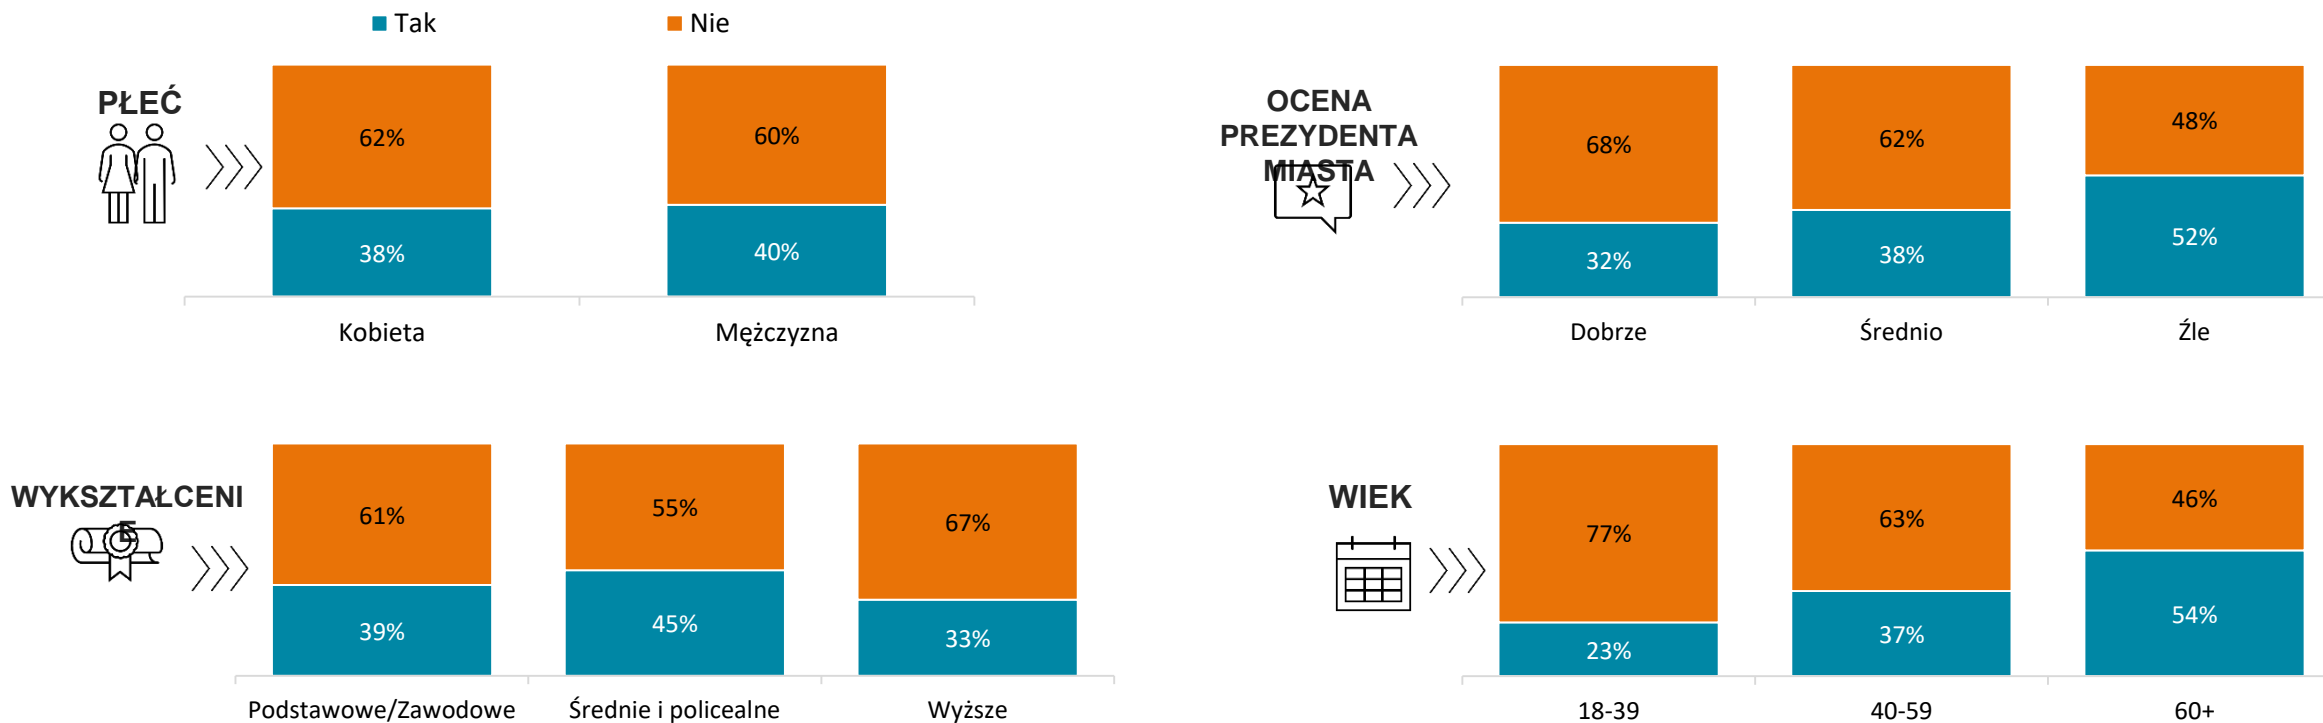 Tak Nie
PŁEĆ
62% 60%
38% 40%
Kobieta Mężczyzna
OCENA
PREZYDENTA
MIASTA
68% 62% 48%
32% 38% 52%
Dobrze Średnio Źle
WYKSZTAŁCENI
E
61% 55% 67%
39% 45% 33%
Podstawowe/Zawodowe Średnie i policealne Wyższe
WIEK
77% 63% 46%
23% 37% 54%
18-39 40-59 60+